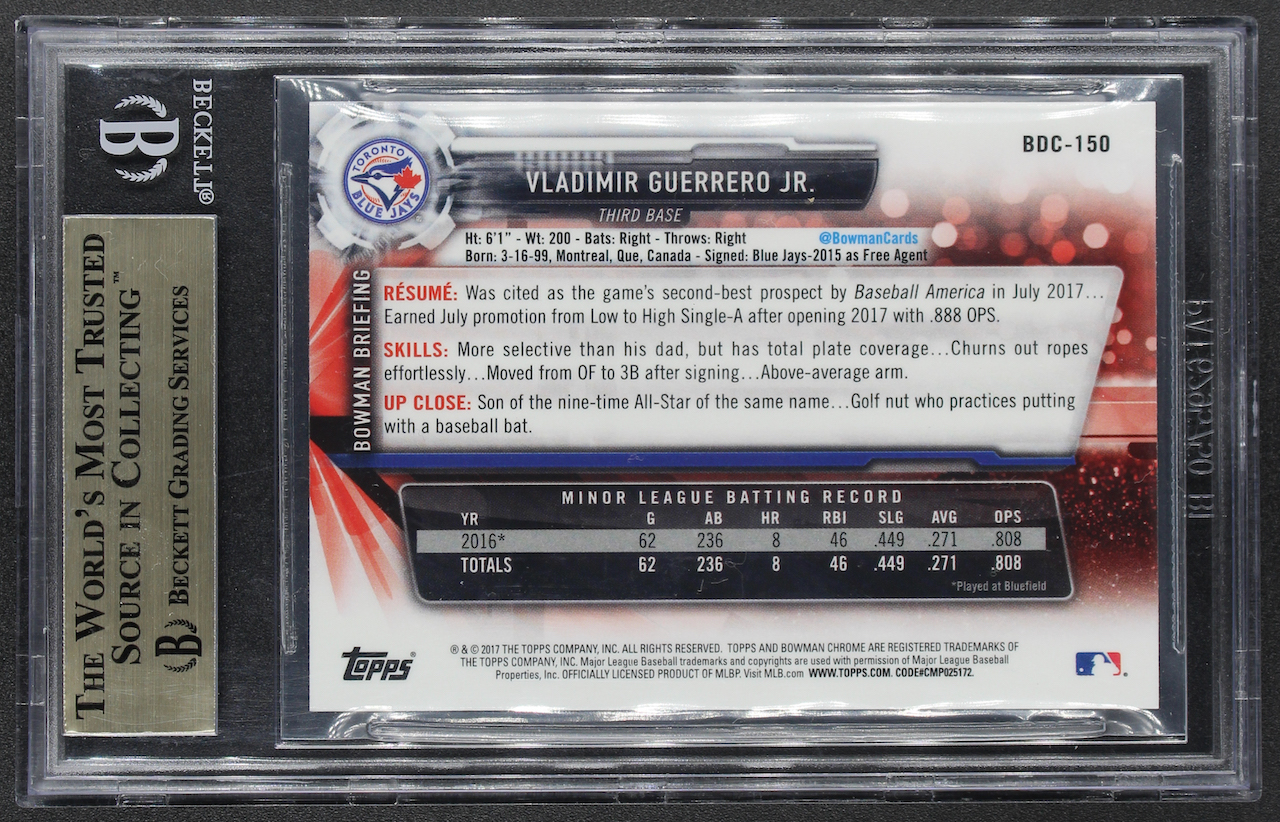 BECKETT®
B
THE WORLD'S MOST TRUSTED
SOURCE IN COLLECTING™
B BECKETT GRADING SERVICES
TORONTO
BLUE JAYS
BDC-150
VLADIMIR GUERRERO JR.
THIRD BASE
Ht: 6'1" - Wt: 200 - Bats: Right - Throws: Right @BowmanCards
Born: 3-16-99, Montreal, Que, Canada - Signed: Blue Jays-2015 as Free Agent
BOWMAN BRIEFING
RÉSUMÉ: Was cited as the game's second-best prospect by Baseball America in July 2017...
Earned July promotion from Low to High Single-A after opening 2017 with .888 OPS.
SKILLS: More selective than his dad, but has total plate coverage...Churns out ropes
effortlessly...Moved from OF to 3B after signing...Above-average arm.
UP CLOSE: Son of the nine-time All-Star of the same name...Golf nut who practices putting
with a baseball bat.
MINOR LEAGUE BATTING RECORD
YR G AB HR RBI SLG AVG OPS
2016* 62 236 8 46 .449 .271 .808
TOTALS 62 236 8 46 .449 .271 .808
*Played at Bluefield
Topps®
® & © 2017 THE TOPPS COMPANY, INC. ALL RIGHTS RESERVED. TOPPS AND BOWMAN CHROME ARE REGISTERED TRADEMARKS OF
THE TOPPS COMPANY, INC. Major League Baseball trademarks and copyrights are used with permission of Major League Baseball
Properties, Inc. OFFICIALLY LICENSED PRODUCT OF MLBP. Visit MLB.com WWW.TOPPS.COM. CODE#CMP025172.